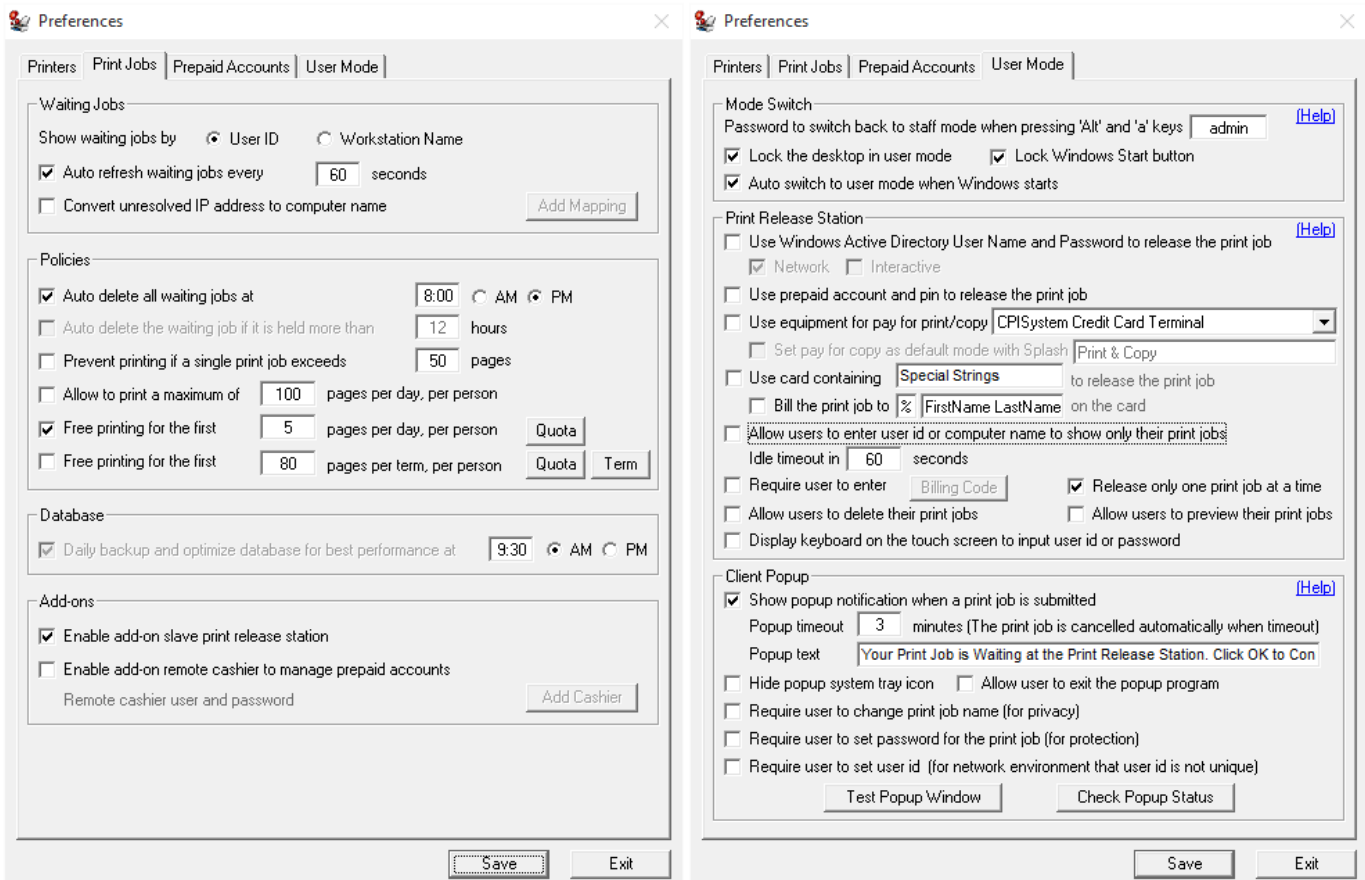 Preferences
Printers Print Jobs Prepaid Accounts User Mode
Waiting Jobs
Show waiting jobs by User ID Workstation Name
Auto refresh waiting jobs every 60 seconds
Convert unresolved IP address to computer name Add Mapping
Policies
Auto delete all waiting jobs at 8:00 AM PM
Auto delete the waiting job if it is held more than 12 hours
Prevent printing if a single print job exceeds 50 pages
Allow to print a maximum of 100 pages per day, per person
Free printing for the first 5 pages per day, per person Quota
Free printing for the first 80 pages per term, per person Quota Term
Database
Daily backup and optimize database for best performance at 9:30 AM PM
Add-ons
Enable add-on slave print release station
Enable add-on remote cashier to manage prepaid accounts
Remote cashier user and password Add Cashier
Save Exit
Preferences
Printers Print Jobs Prepaid Accounts User Mode
Mode Switch
(Help)
Password to switch back to staff mode when pressing 'Alt' and 'a' keys admin
Lock the desktop in user mode Lock Windows Start button
Auto switch to user mode when Windows starts
Print Release Station
(Help)
Use Windows Active Directory User Name and Password to release the print job
Network Interactive
Use prepaid account and pin to release the print job
Use equipment for pay for print/copy CPISystem Credit Card Terminal
Set pay for copy as default mode with Splash Print & Copy
Use card containing Special Strings to release the print job
Bill the print job to % FirstName LastName on the card
Allow users to enter user id or computer name to show only their print jobs
Idle timeout in 60 seconds
Require user to enter Billing Code Release only one print job at a time
Allow users to delete their print jobs Allow users to preview their print jobs
Display keyboard on the touch screen to input user id or password
Client Popup
(Help)
Show popup notification when a print job is submitted
Popup timeout 3 minutes (The print job is cancelled automatically when timeout)
Popup text Your Print Job is Waiting at the Print Release Station. Click OK to Con
Hide popup system tray icon Allow user to exit the popup program
Require user to change print job name (for privacy)
Require user to set password for the print job (for protection)
Require user to set user id (for network environment that user id is not unique)
Test Popup Window Check Popup Status
Save Exit